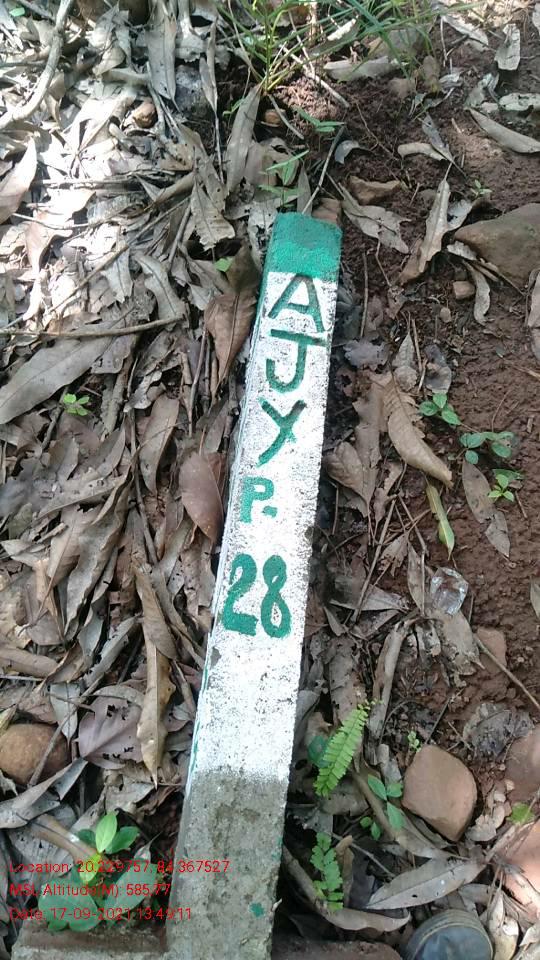 AJY
P.
28
Location: 20.229757, 84.367527
MSL Altitude(M): 585.77
Date: 17-09-2021 13:49:11